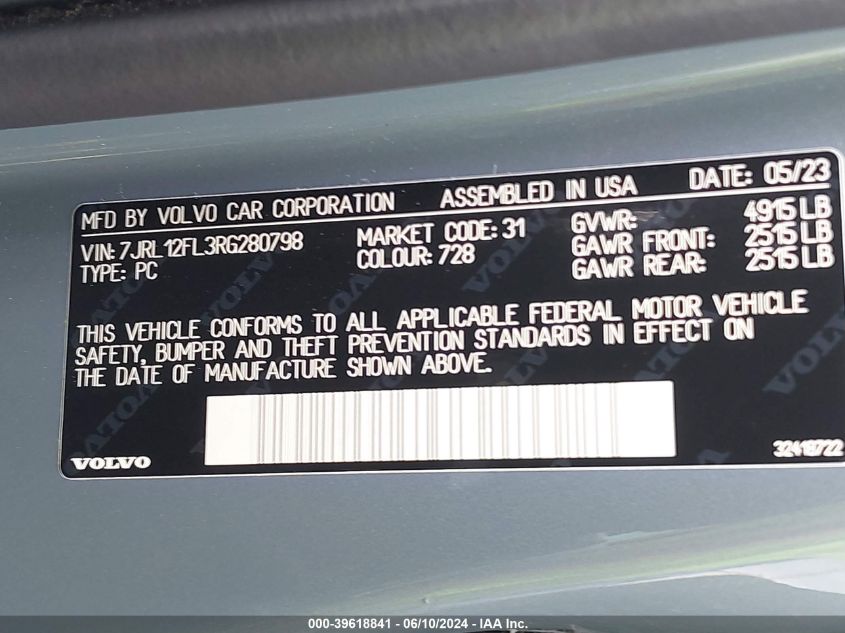 MFD BY VOLVO CAR CORPORATION ASSEMBLED IN USA DATE: 05/23
VIN: 7JRL12FL3RG280798 MARKET CODE: 31 GVWR: 4915 LB
TYPE: PC COLOUR: 728 GAWR FRONT: 2515 LB
GAWR REAR: 2515 LB
THIS VEHICLE CONFORMS TO ALL APPLICABLE FEDERAL MOTOR VEHICLE
SAFETY, BUMPER AND THEFT PREVENTION STANDARDS IN EFFECT ON
THE DATE OF MANUFACTURE SHOWN ABOVE.
VOLVO 32419722
000-39618841 - 06/10/2024 - IAA Inc.